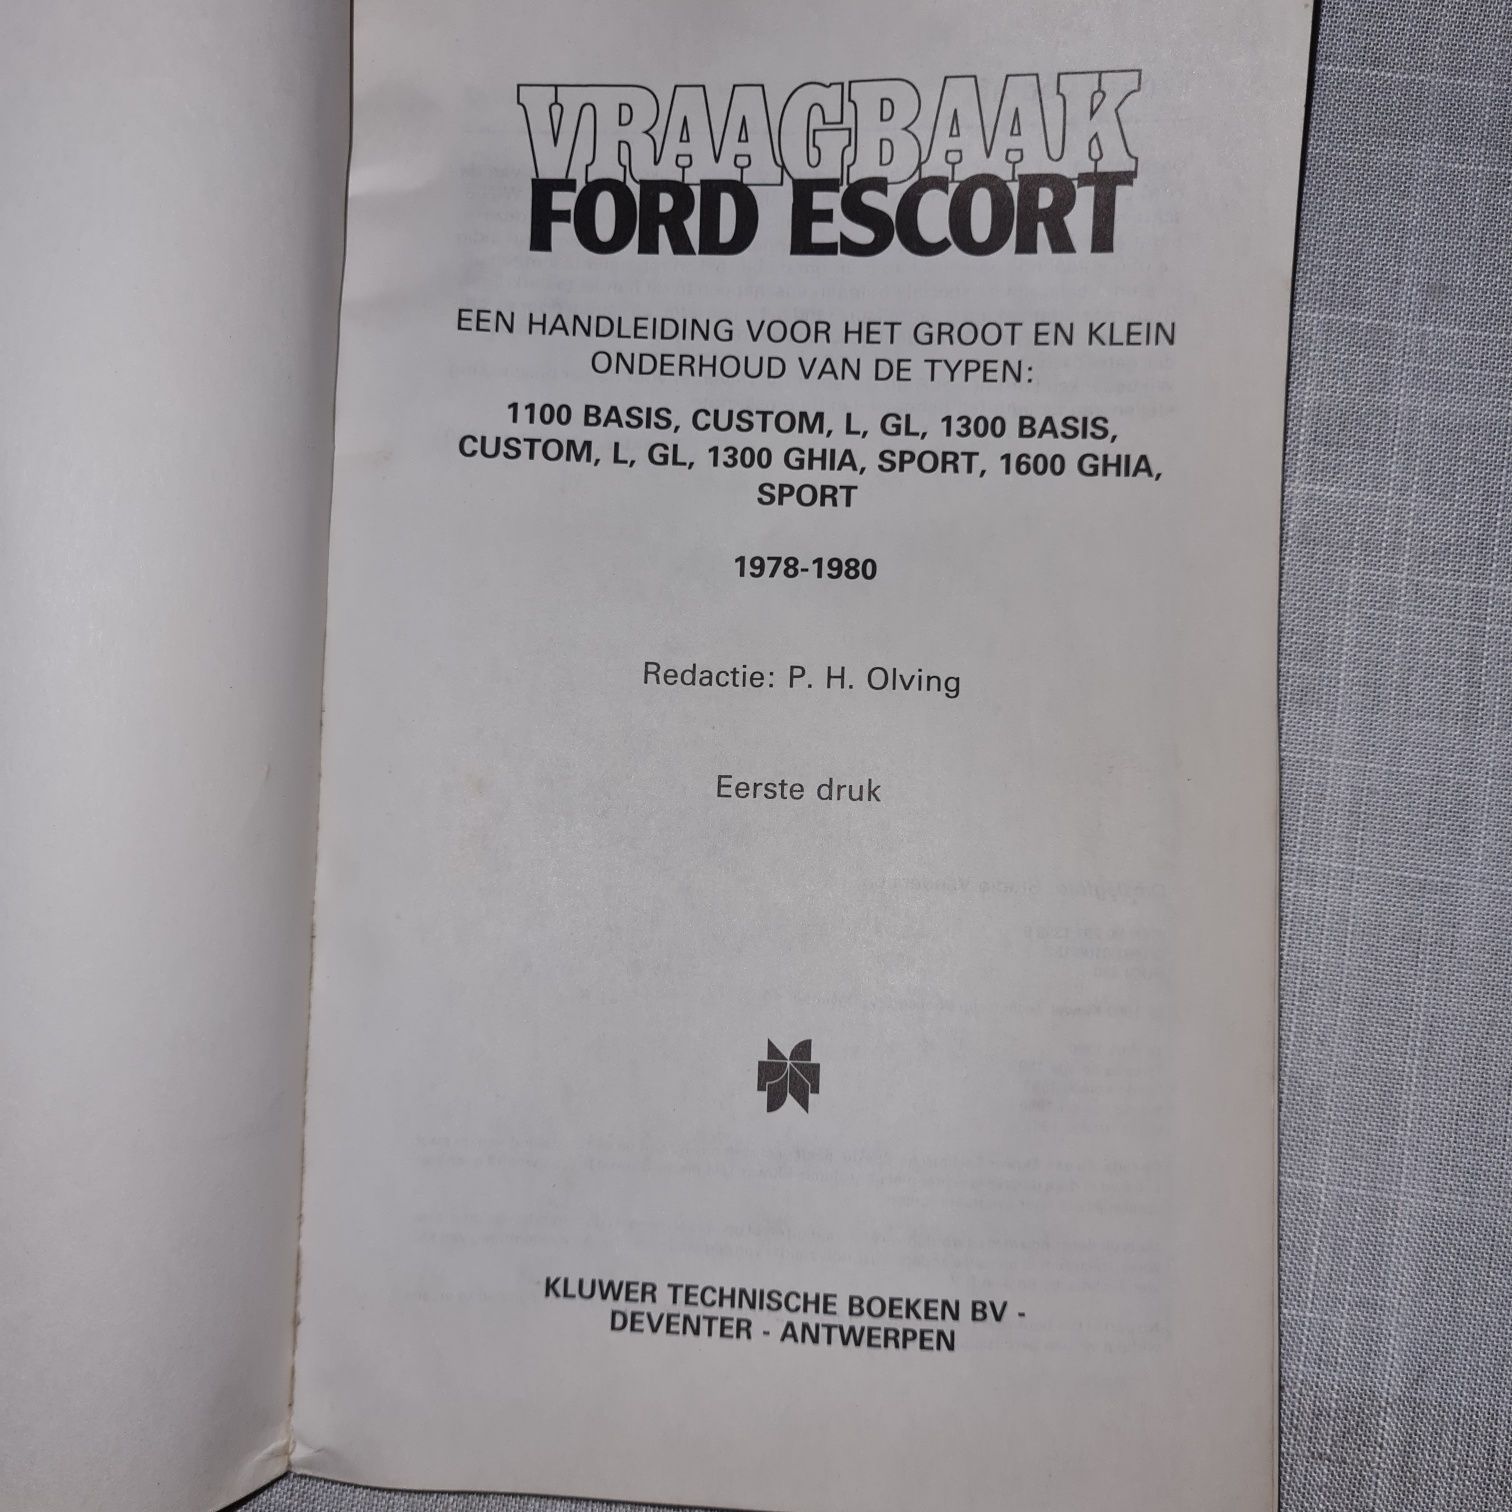 VRAAGBAAK
FORD ESCORT
EEN HANDLEIDING VOOR HET GROOT EN KLEIN
ONDERHOUD VAN DE TYPEN:
1100 BASIS, CUSTOM, L, GL, 1300 BASIS,
CUSTOM, L, GL, 1300 GHIA, SPORT, 1600 GHIA,
SPORT
1978-1980
Redactie: P. H. Olving
Eerste druk
KLUWER TECHNISCHE BOEKEN BV -
DEVENTER - ANTWERPEN